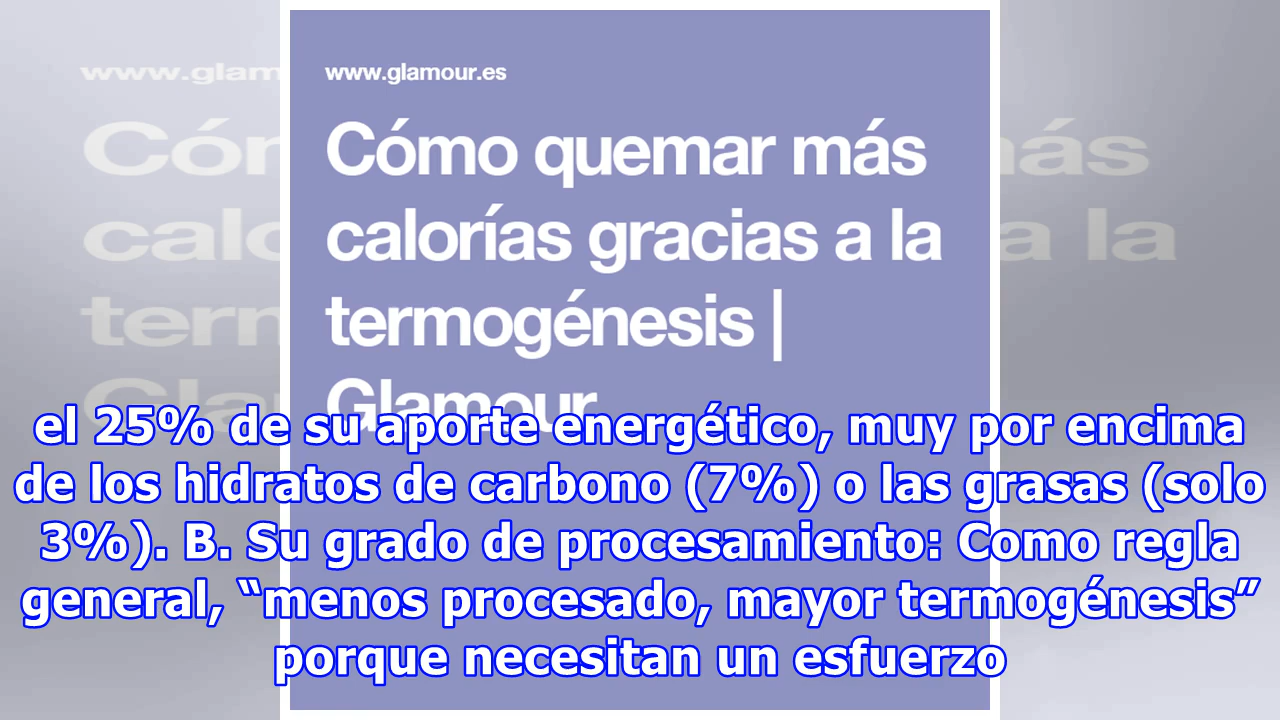 www.glamour.es
Cómo quemar más
calorías gracias a la
termogénesis |
Glamour
el 25% de su aporte energético, muy por encima
de los hidratos de carbono (7%) o las grasas (solo
3%). B. Su grado de procesamiento: Como regla
general, “menos procesado, mayor termogénesis”
porque necesitan un esfuerzo